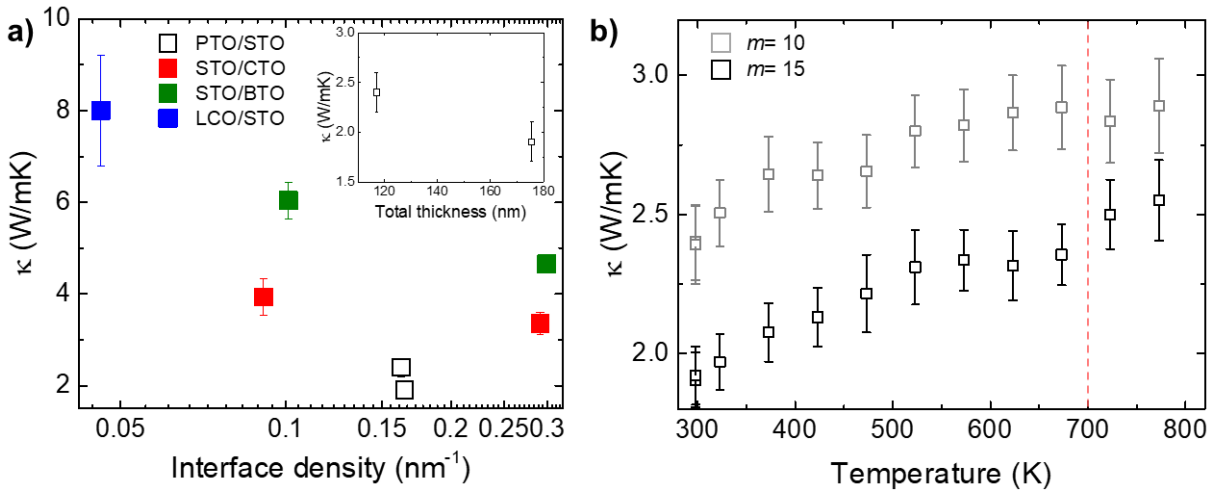 a)
PTO/STO
STO/CTO
STO/BTO
LCO/STO
κ (W/mK)
10
8
6
4
2
0.05
0.1
0.15
0.2
0.25
0.3
Interface density (nm⁻¹)
κ (W/mK)
3.0
2.5
2.0
1.5
120
140
160
180
Total thickness (nm)
b)
m= 10
m= 15
κ (W/mK)
3.0
2.5
2.0
300
400
500
600
700
800
Temperature (K)